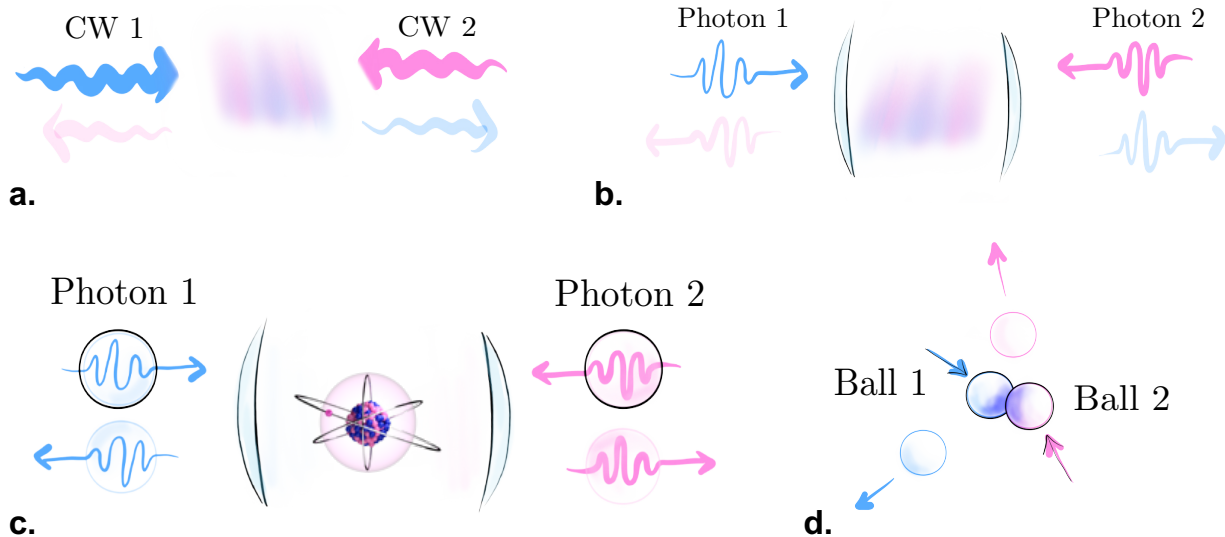 CW 1
CW 2
a.
Photon 1
Photon 2
b.
Photon 1
Photon 2
c.
Ball 1
Ball 2
d.